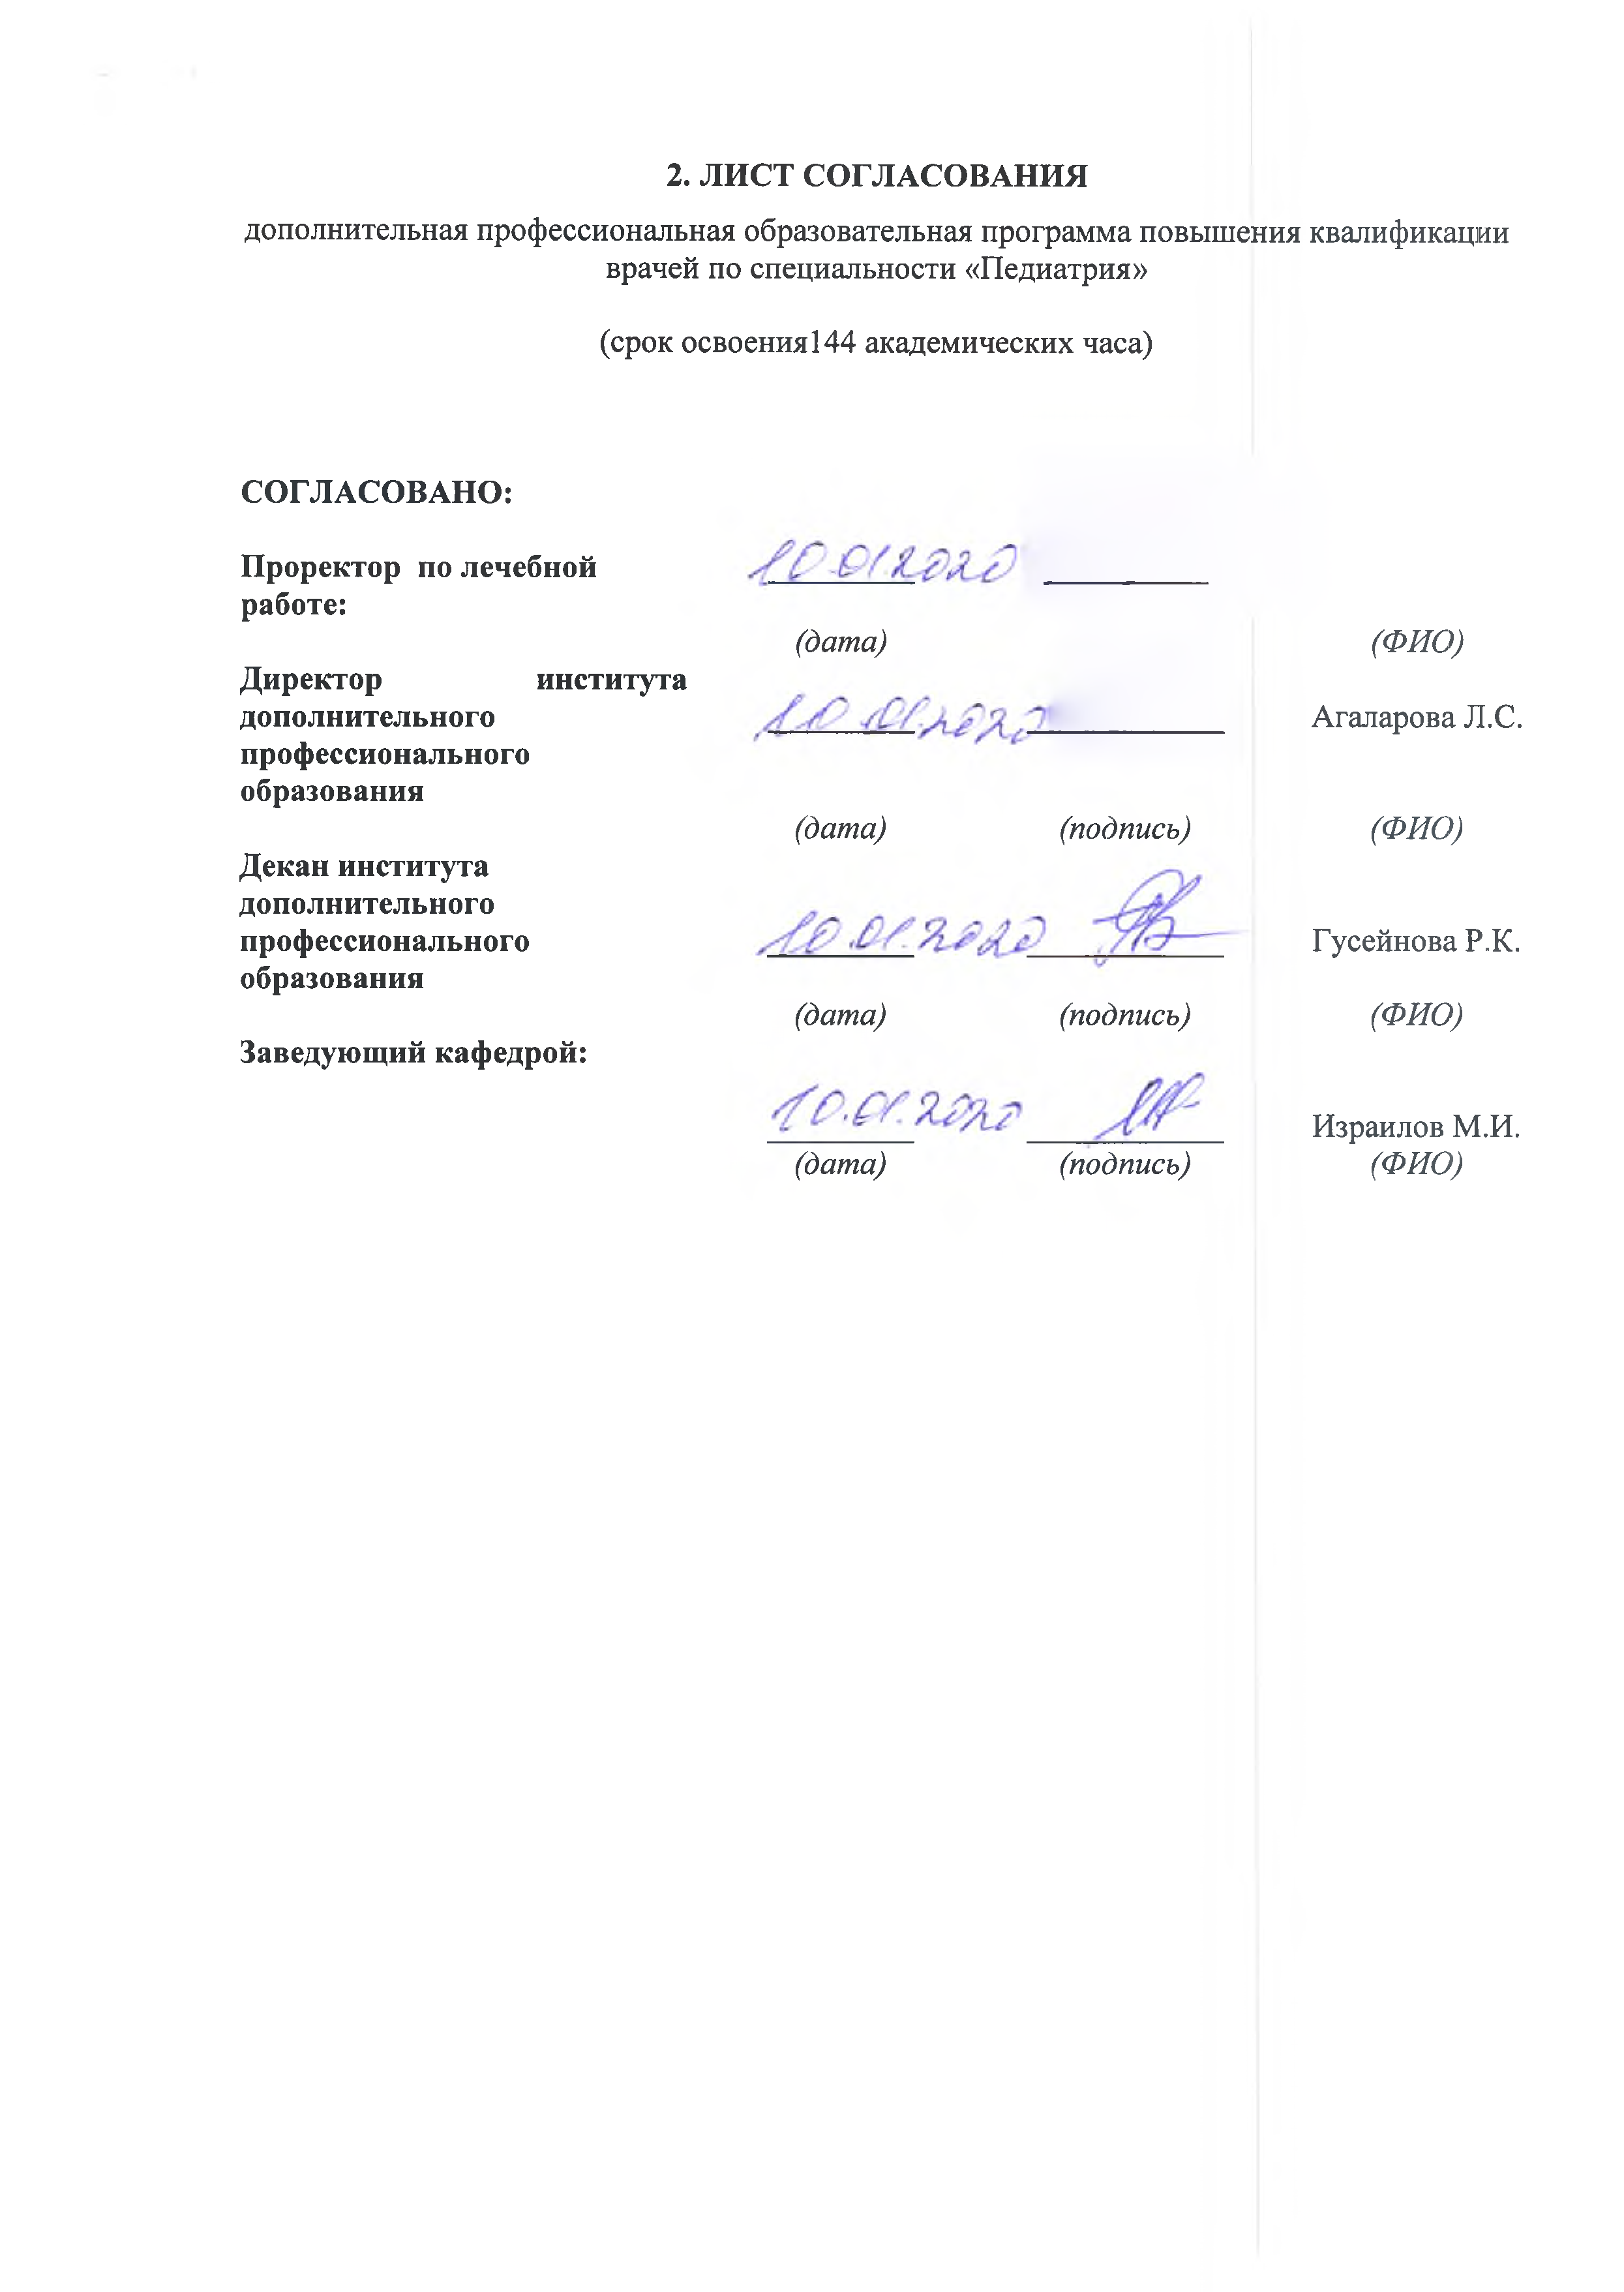 2. ЛИСТ СОГЛАСОВАНИЯ
дополнительная профессиональная образовательная программа повышения квалификации
врачей по специальности «Педиатрия»
(срок освоения144 академических часа)
СОГЛАСОВАНО:
Проректор по лечебной
работе:
10.01.2020
(дата) (ФИО)
Директор института
дополнительного
профессионального
образования
10.01.2020 Агаларова Л.С.
(дата) (подпись) (ФИО)
Декан института
дополнительного
профессионального
образования
10.01.2020 Гусейнова Р.К.
(дата) (подпись) (ФИО)
Заведующий кафедрой:
10.01.2020 Израилов М.И.
(дата) (подпись) (ФИО)